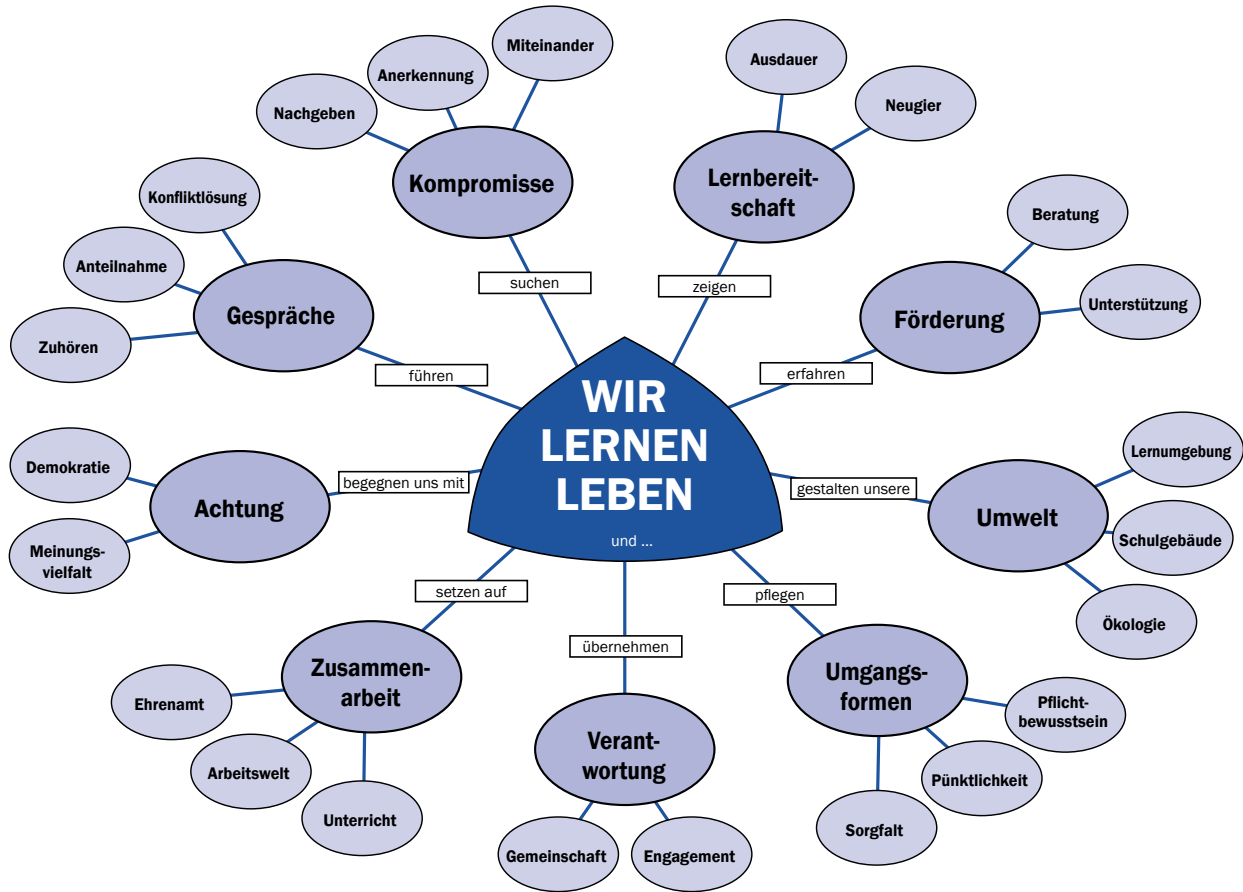 WIR
LERNEN
LEBEN
und ...
suchen
Kompromisse
Nachgeben
Anerkennung
Miteinander
zeigen
Lernbereit-
schaft
Ausdauer
Neugier
erfahren
Förderung
Beratung
Unterstützung
gestalten unsere
Umwelt
Lernumgebung
Schulgebäude
Ökologie
pflegen
Umgangs-
formen
Pflicht-
bewusstsein
Pünktlichkeit
Sorgfalt
übernehmen
Verant-
wortung
Engagement
Gemeinschaft
setzen auf
Zusammen-
arbeit
Unterricht
Arbeitswelt
Ehrenamt
begegnen uns mit
Achtung
Meinungs-
vielfalt
Demokratie
führen
Gespräche
Zuhören
Anteilnahme
Konfliktlösung